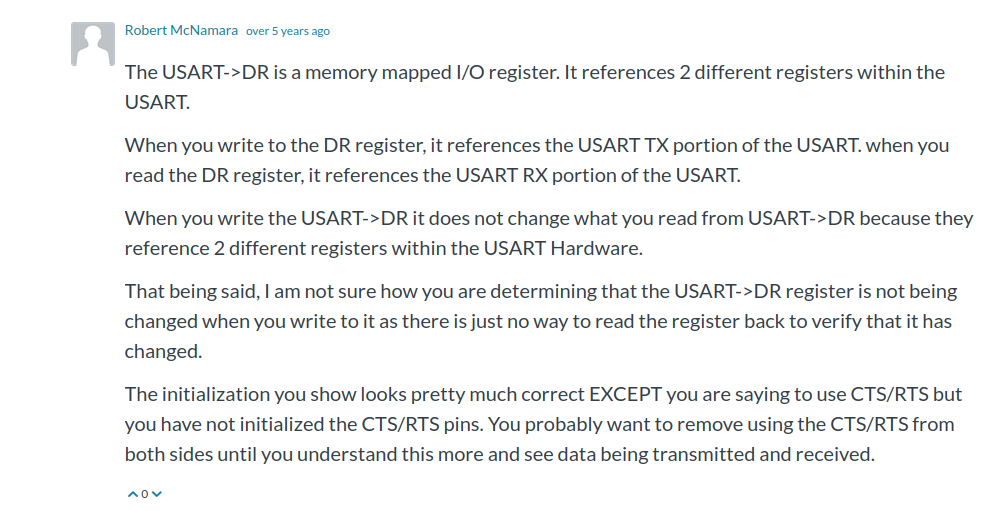 Robert McNamara over 5 years ago
The USART->DR is a memory mapped I/O register. It references 2 different registers within the
USART.
When you write to the DR register, it references the USART TX portion of the USART. when you
read the DR register, it references the USART RX portion of the USART.
When you write the USART->DR it does not change what you read from USART->DR because they
reference 2 different registers within the USART Hardware.
That being said, I am not sure how you are determining that the USART->DR register is not being
changed when you write to it as there is just no way to read the register back to verify that it has
changed.
The initialization you show looks pretty much correct EXCEPT you are saying to use CTS/RTS but
you have not initialized the CTS/RTS pins. You probably want to remove using the CTS/RTS from
both sides until you understand this more and see data being transmitted and received.
0